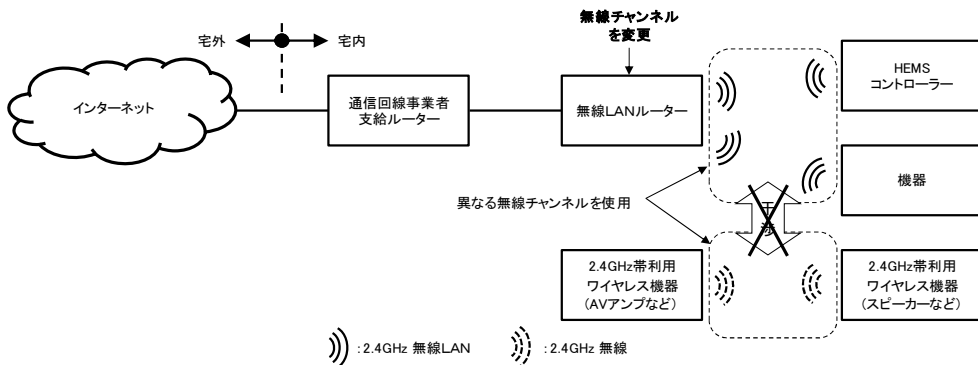 無線チャンネル
を変更
宅外
宅内
HEMS
コントローラー
インターネット
通信回線事業者
支給ルーター
無線LANルーター
機器
異なる無線チャンネルを使用
干渉
2.4GHz帯利用
ワイヤレス機器
(AVアンプなど)
2.4GHz帯利用
ワイヤレス機器
(スピーカーなど)
:2.4GHz 無線LAN
:2.4GHz 無線